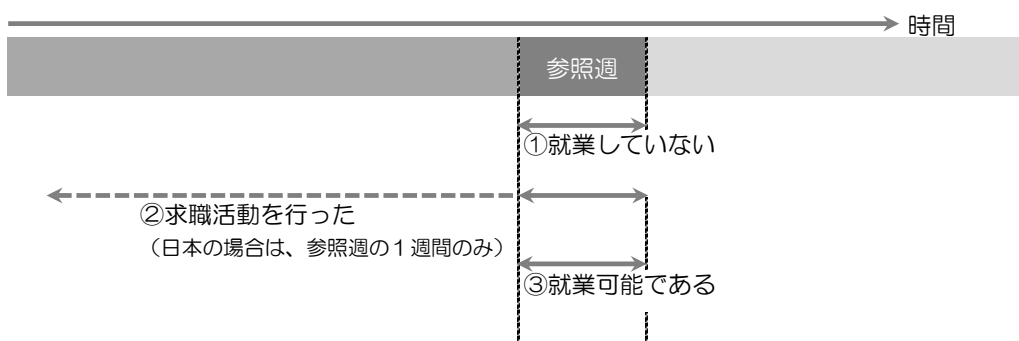 時間
参照週
①就業していない
②求職活動を行った
（日本の場合は、参照週の１週間のみ）
③就業可能である